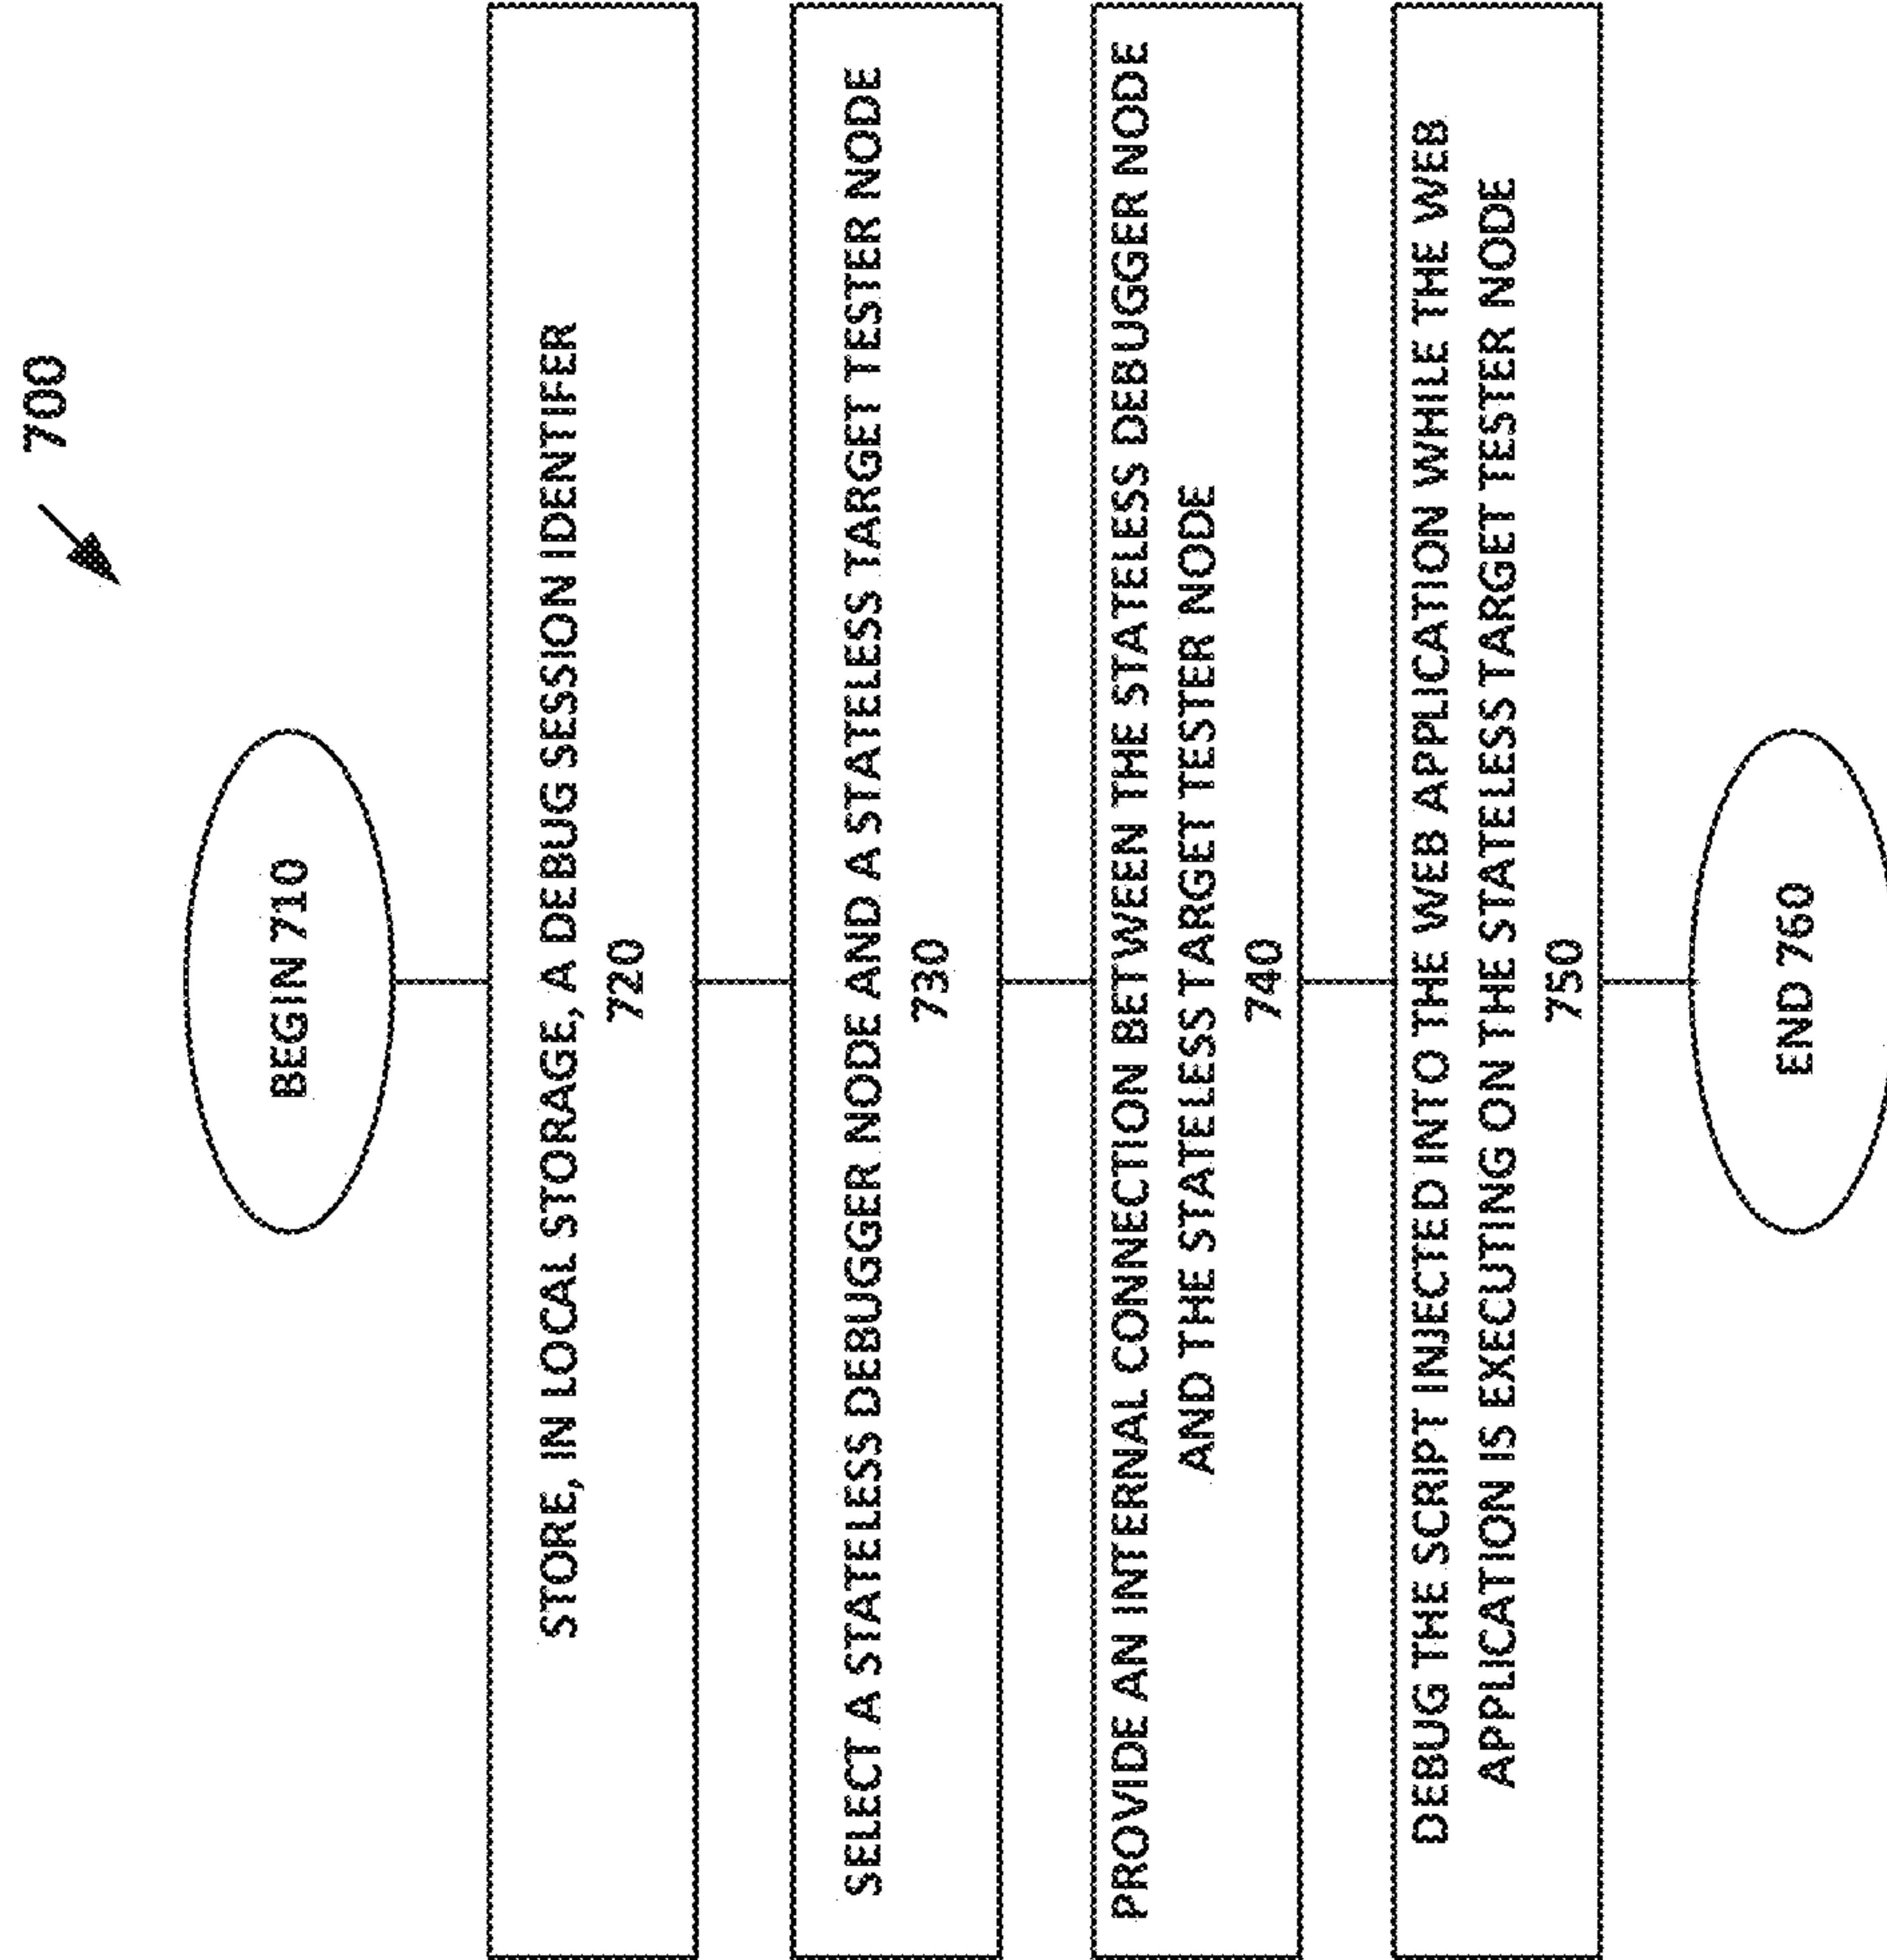 700
BEGIN 710
STORE, IN LOCAL STORAGE, A DEBUG SESSION IDENTIFER
720
SELECT A STATELESS DEBUGGER NODE AND A STATELESS TARGET TESTER NODE
730
PROVIDE AN INTERNAL CONNECTION BETWEEN THE STATELESS DEBUGGER NODE
AND THE STATELESS TARGET TESTER NODE
740
DEBUG THE SCRIPT INJECTED INTO THE WEB APPLICATION WHILE THE WEB
APPLICATION IS EXECUTING ON THE STATELESS TARGET TESTER NODE
750
END 760